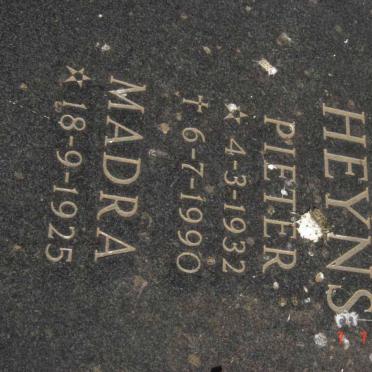 HEYNS
PIETER
☆ 4-3-1932
✝ 6-7-1990
MADRA
☆ 18-9-1925